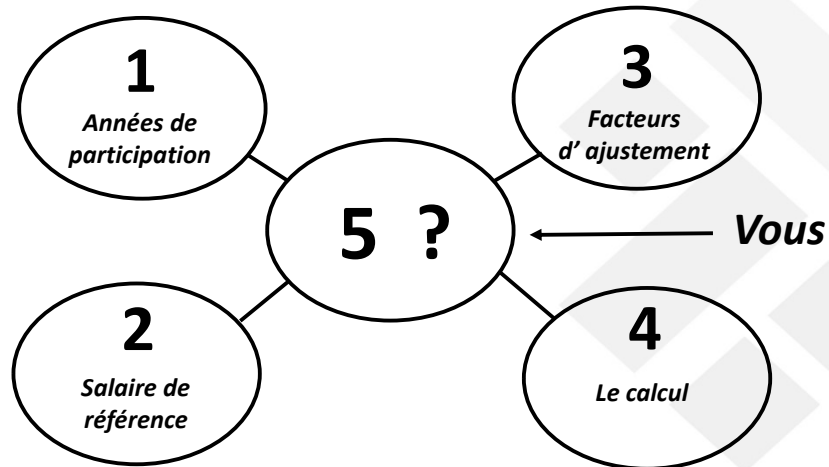 1
Années de
participation
3
Facteurs
d’ ajustement
5 ?
Vous
2
Salaire de
référence
4
Le calcul